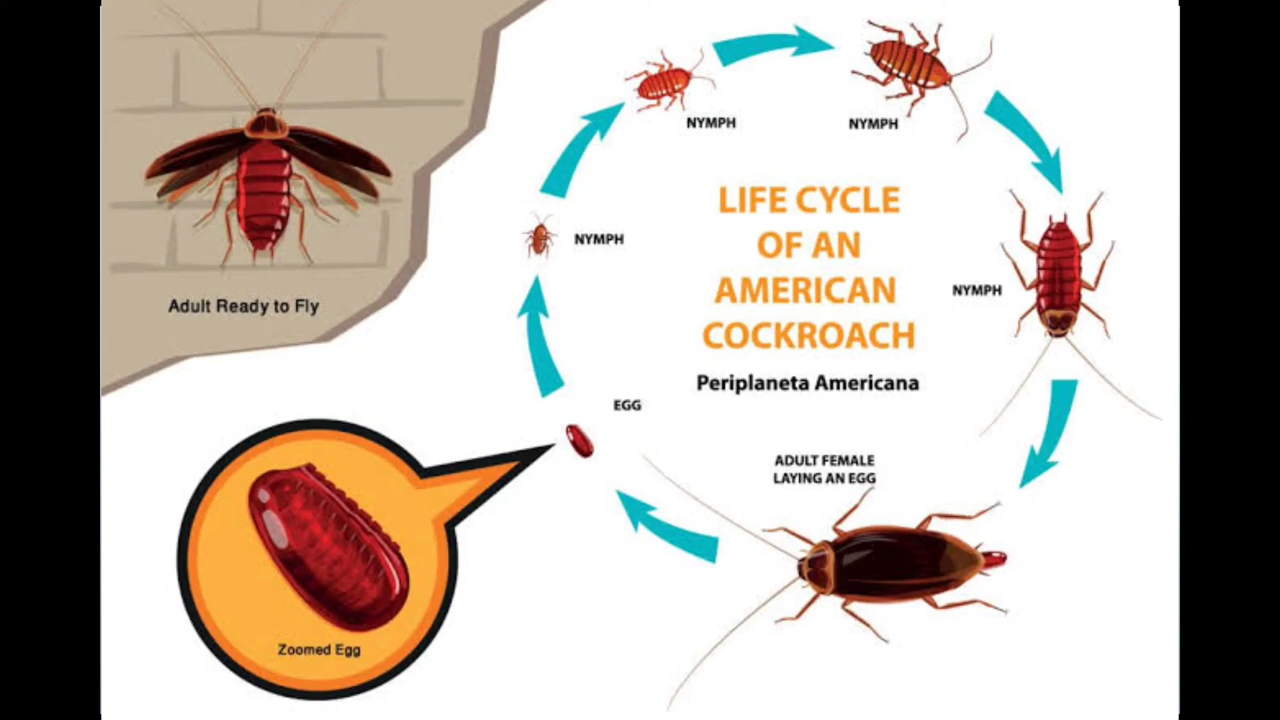 NYMPH
NYMPH
LIFE CYCLE
OF AN
AMERICAN
COCKROACH
Periplaneta Americana
NYMPH
NYMPH
Adult Ready to Fly
EGG
ADULT FEMALE
LAYING AN EGG
Zoomed Egg